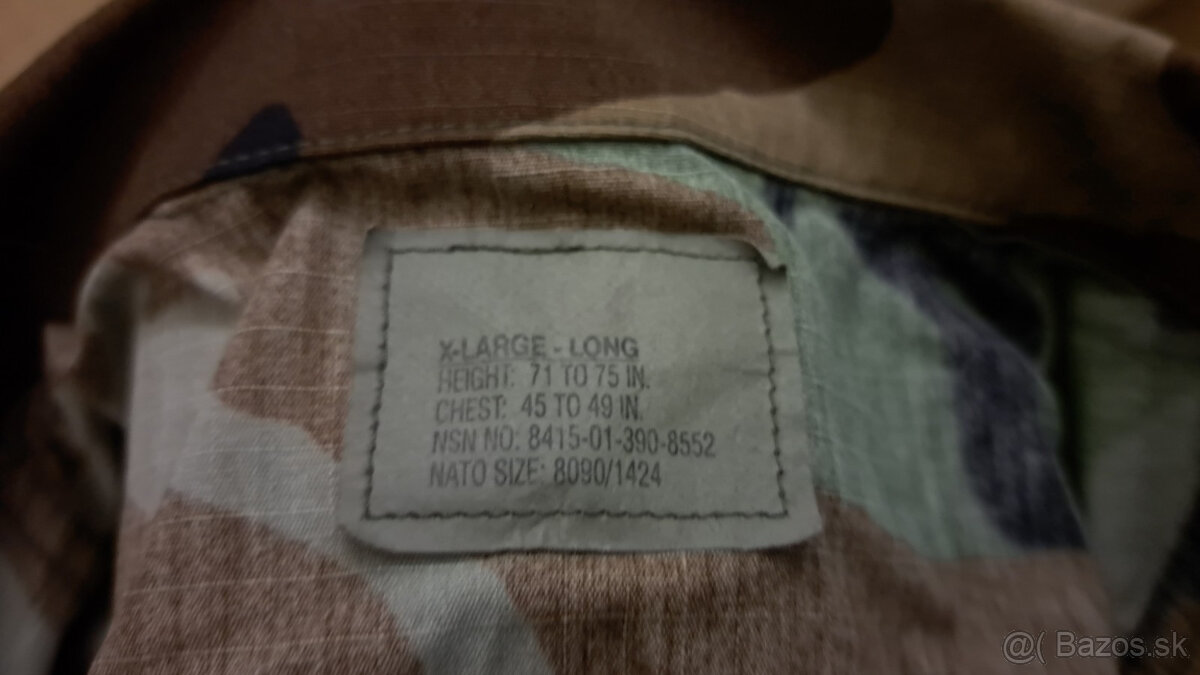 X-LARGE - LONG
HEIGHT: 71 TO 75 IN.
CHEST: 45 TO 49 IN.
NSN NO: 8415-01-390-8552
NATO SIZE: 8090/1424
@( Bazos.sk